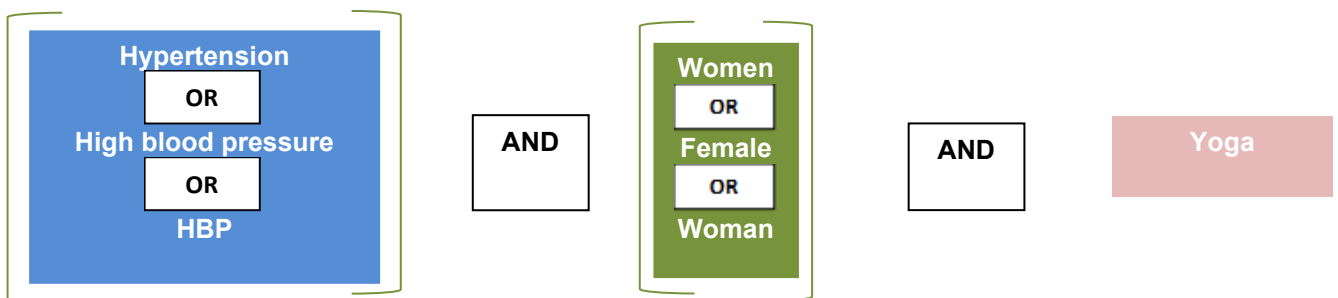 Hypertension
OR
High blood pressure
OR
HBP
AND
Women
OR
Female
OR
Woman
AND
Yoga